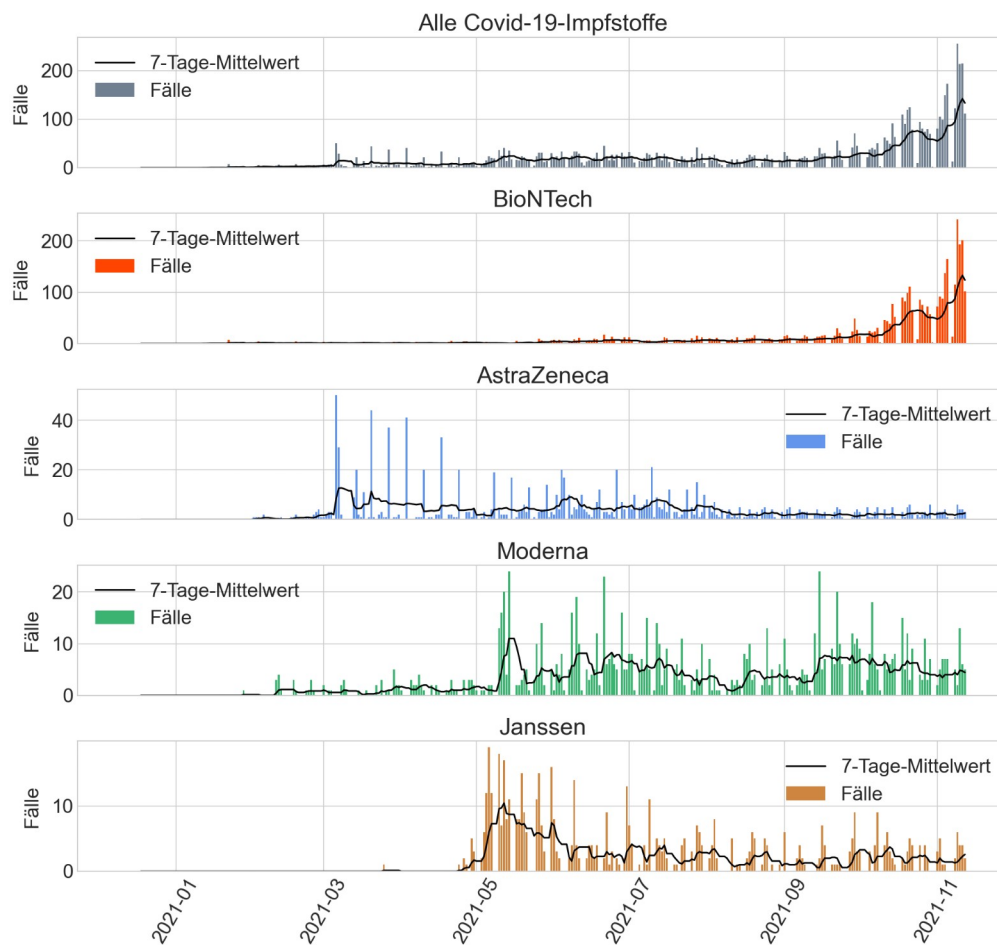 Alle Covid-19-Impfstoffe
Fälle
200
100
0
7-Tage-Mittelwert
Fälle
BioNTech
Fälle
200
100
0
7-Tage-Mittelwert
Fälle
AstraZeneca
Fälle
40
20
0
7-Tage-Mittelwert
Fälle
Moderna
Fälle
20
10
0
7-Tage-Mittelwert
Fälle
Janssen
Fälle
10
0
7-Tage-Mittelwert
Fälle
2021-01
2021-03
2021-05
2021-07
2021-09
2021-11